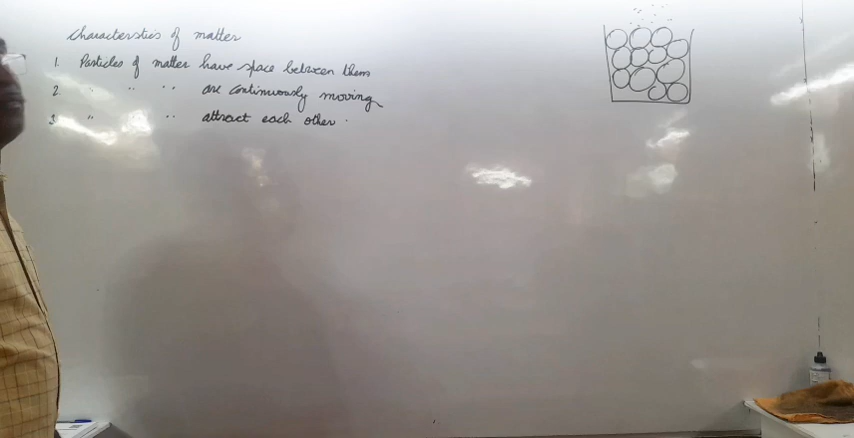 Characterstics of matter
1. Particles of matter have space between them
2 " " " are continuously moving
3. " " attract each other.